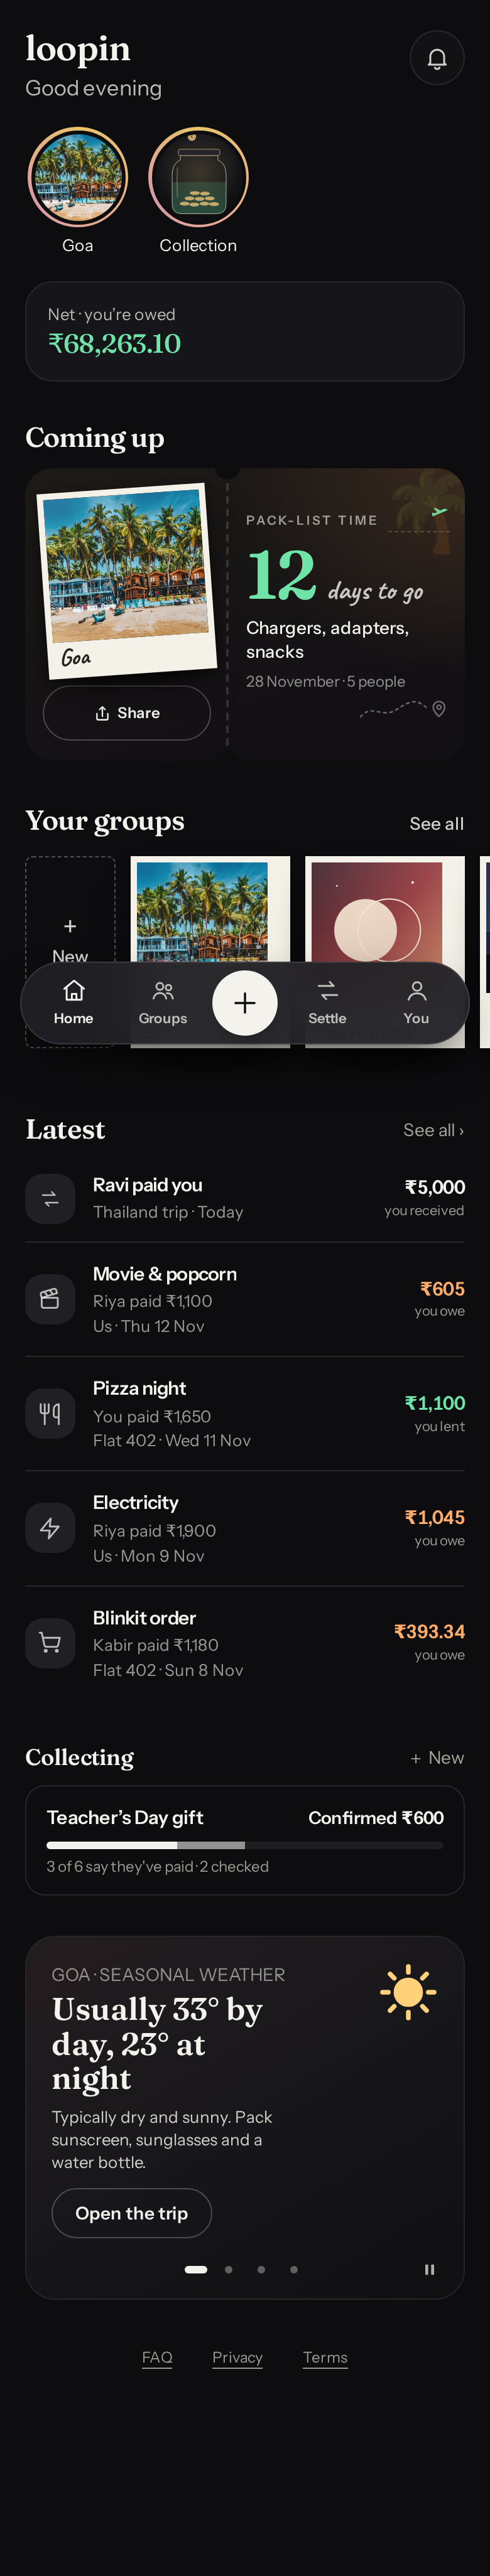 loopin
Good evening
Goa
Collection
Net · you're owed
₹68,263.10
Coming up
PACK-LIST TIME
12 days to go
Chargers, adapters,
snacks
28 November · 5 people
Goa
Share
Your groups
See all
+
New
Home
Groups
Settle
You
Latest
See all ›
Ravi paid you
₹5,000
Thailand trip · Today
you received
Movie & popcorn
₹605
Riya paid ₹1,100
you owe
Us · Thu 12 Nov
Pizza night
₹1,100
You paid ₹1,650
you lent
Flat 402 · Wed 11 Nov
Electricity
₹1,045
Riya paid ₹1,900
you owe
Us · Mon 9 Nov
Blinkit order
₹393.34
Kabir paid ₹1,180
you owe
Flat 402 · Sun 8 Nov
Collecting
+ New
Teacher's Day gift
Confirmed ₹600
3 of 6 say they've paid · 2 checked
GOA · SEASONAL WEATHER
Usually 33° by
day, 23° at
night
Typically dry and sunny. Pack
sunscreen, sunglasses and a
water bottle.
Open the trip
FAQ
Privacy
Terms